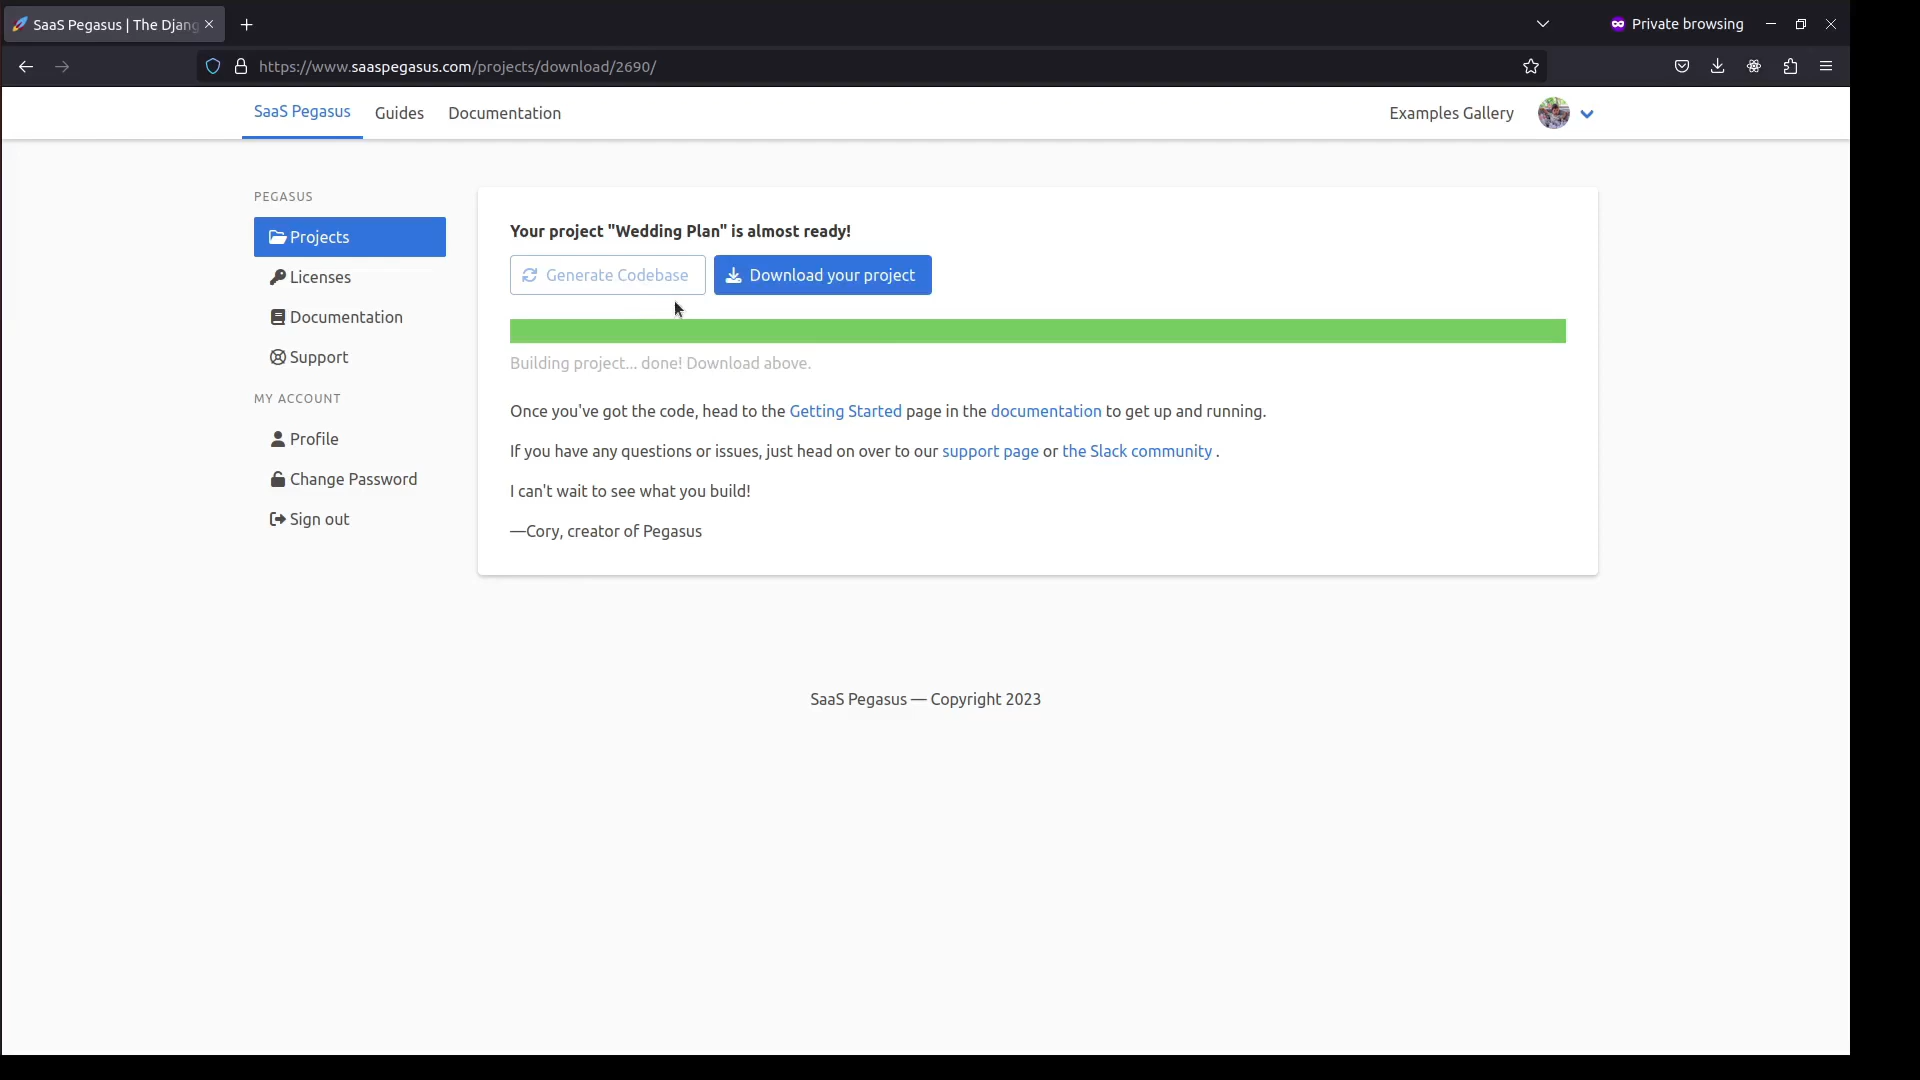 SaaS Pegasus | The Djang
Private browsing
https://www.saaspegasus.com/projects/download/2690/
SaaS Pegasus
Guides
Documentation
Examples Gallery
PEGASUS
Projects
Licenses
Documentation
Support
MY ACCOUNT
Profile
Change Password
Sign out
Your project "Wedding Plan" is almost ready!
Generate Codebase
Download your project
Building project... done! Download above.
Once you've got the code, head to the Getting Started page in the documentation to get up and running.
If you have any questions or issues, just head on over to our support page or the Slack community .
I can't wait to see what you build!
—Cory, creator of Pegasus
SaaS Pegasus — Copyright 2023